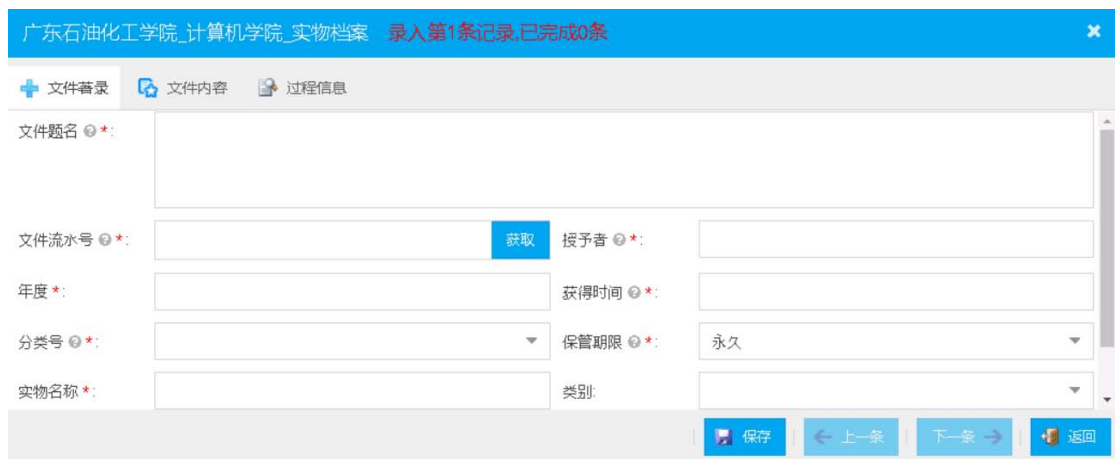 广东石油化工学院_计算机学院_实物档案 录入第1条记录,已完成0条
文件著录 文件内容 过程信息
文件题名 *:
文件流水号 *: 获取 授予者 *:
年度 *: 获得时间 *:
分类号 *: 保管期限 *: 永久
实物名称 *: 类别:
保存 上一条 下一条 返回